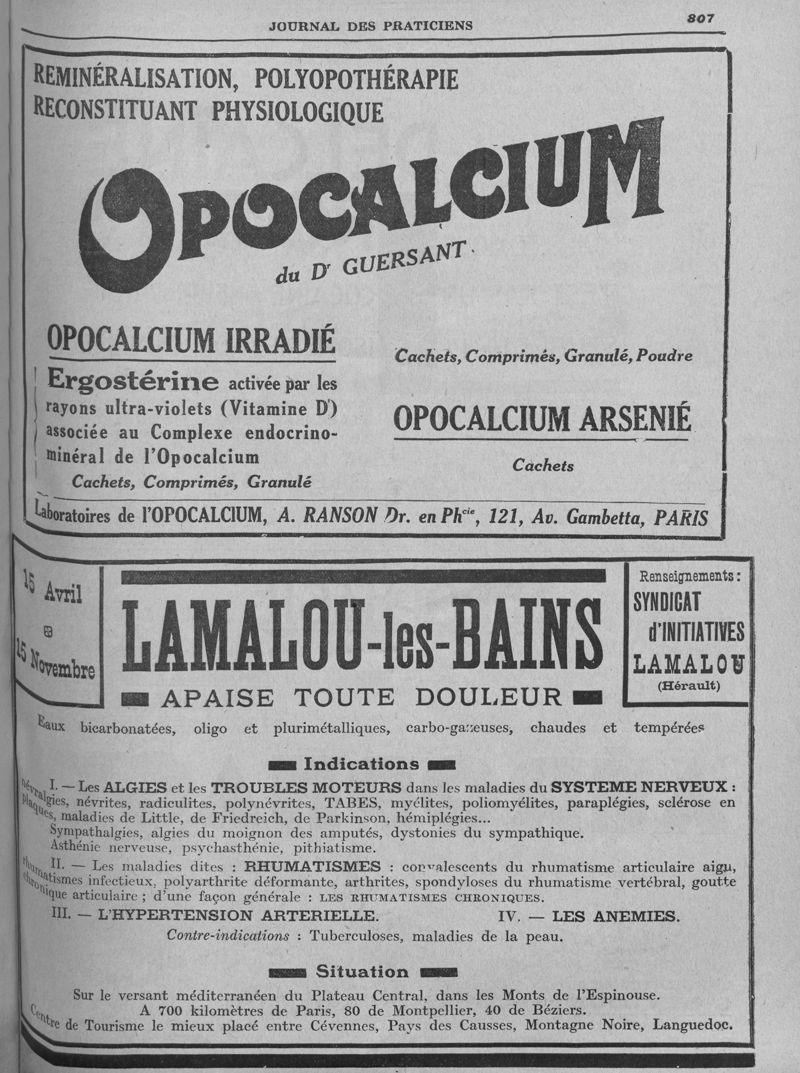 JOURNAL DES PRATICIENS
807
REMINÉRALISATION, POLYOPOTHÉRAPIE
RECONSTITUANT PHYSIOLOGIQUE
OPOCALCIUM
du Dr GUERSANT.
OPOCALCIUM IRRADIÉ
Ergostérine activée par les
rayons ultra-violets (Vitamine D)
associée au Complexe endocrino-
minéral de l'Opocalcium
Cachets, Comprimés, Granulé
Cachets, Comprimés, Granulé, Poudre
OPOCALCIUM ARSENIÉ
Cachets
Laboratoires de l'OPOCALCIUM, A. RANSON Dr. en Phcie, 121, Av. Gambetta, PARIS
15 Avril
15 Novembre
LAMALOU-les-BAINS
APAISE TOUTE DOULEUR
Renseignements :
SYNDICAT
d'INITIATIVES
LAMALOU
(Hérault)
Eaux bicarbonatées, oligo et plurimétalliques, carbo-gazeuses, chaudes et tempérées
Indications
I. — Les ALGIES et les TROUBLES MOTEURS dans les maladies du SYSTEME NERVEUX :
névralgies, névrites, radiculites, polynévrites, TABES, myélites, poliomyélites, paraplégies, sclérose en
plaques, maladies de Little, de Friedreich, de Parkinson, hémiplégies...
Sympathalgies, algies du moignon des amputés, dystonies du sympathique.
Asthénie nerveuse, psychasthénie, pithiatisme.
II. — Les maladies dites : RHUMATISMES : convalescents du rhumatisme articulaire aigu,
rhumatismes infectieux, polyarthrite déformante, arthrites, spondyloses du rhumatisme vertébral, goutte
chronique articulaire ; d'une façon générale : LES RHUMATISMES CHRONIQUES.
III. — L'HYPERTENSION ARTERIELLE. IV. — LES ANEMIES.
Contre-indications : Tuberculoses, maladies de la peau.
Situation
Sur le versant méditerranéen du Plateau Central, dans les Monts de l'Espinouse.
A 700 kilomètres de Paris, 80 de Montpellier, 40 de Béziers.
Centre de Tourisme le mieux placé entre Cévennes, Pays des Causses, Montagne Noire, Languedoc.